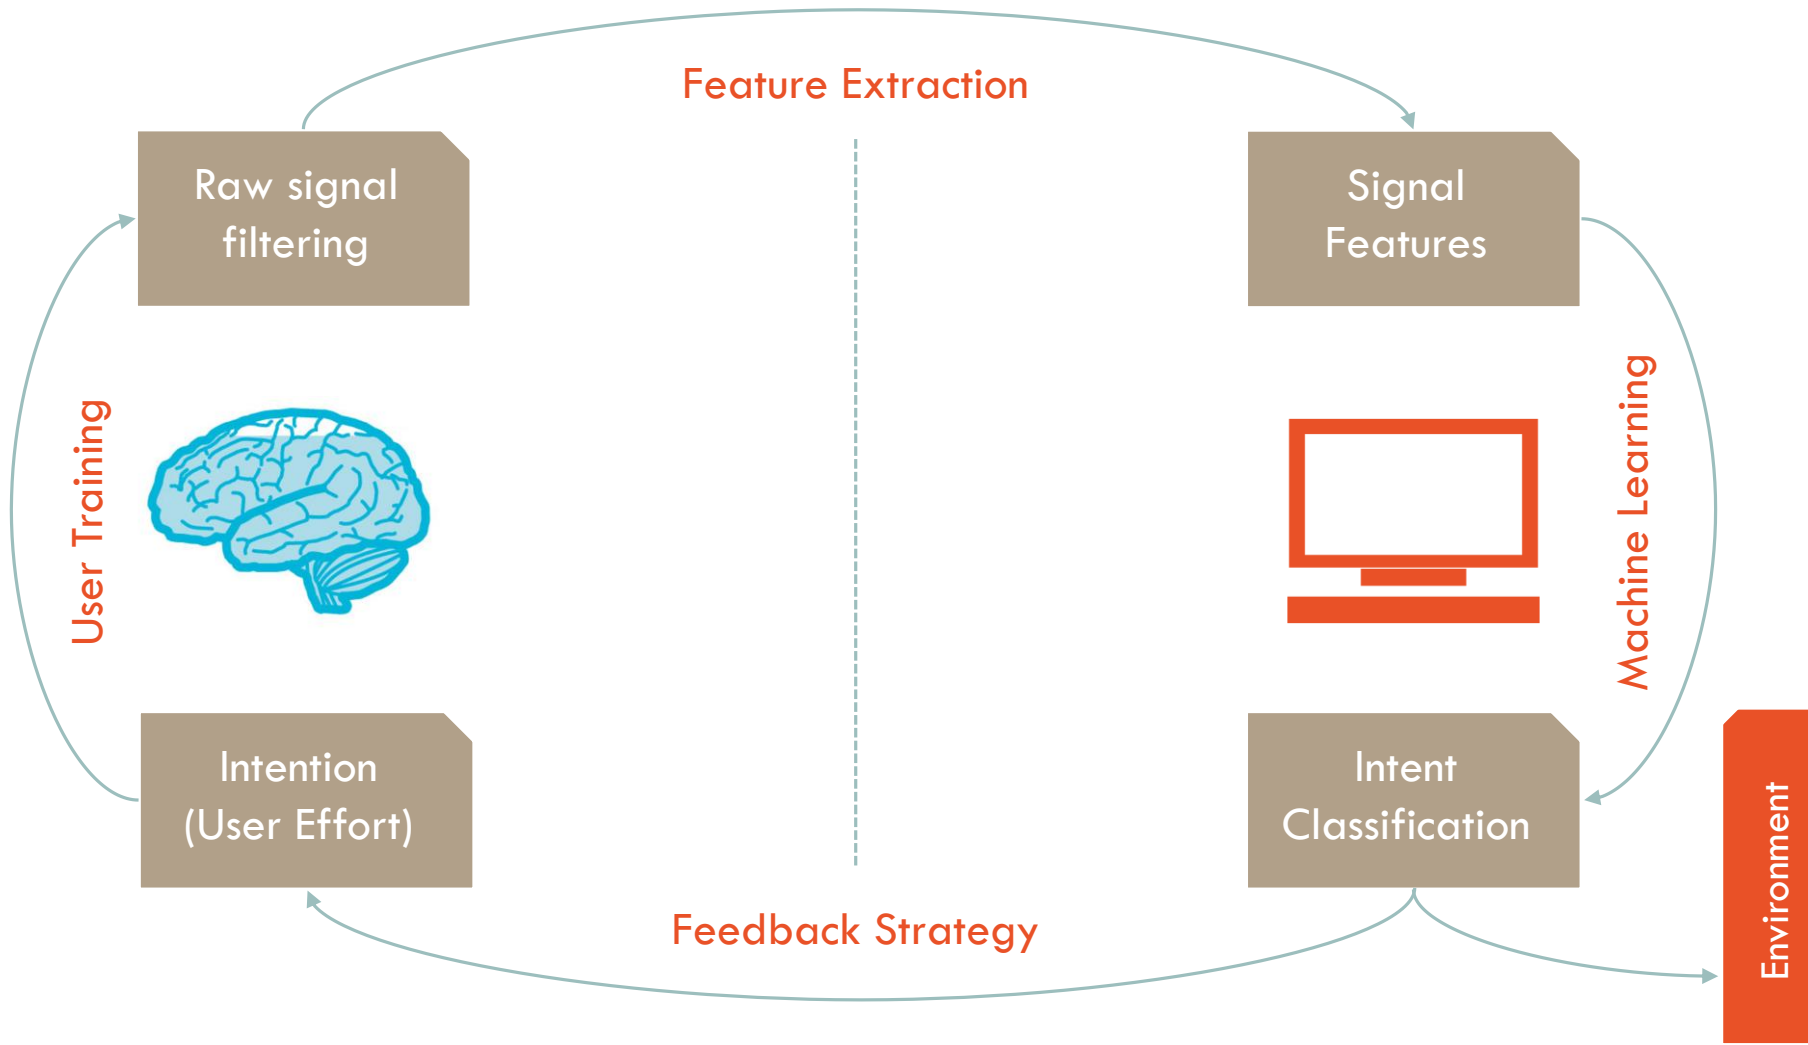 Feature Extraction
Raw signal
filtering
Signal
Features
User Training
Machine Learning
Intention
(User Effort)
Intent
Classification
Environment
Feedback Strategy